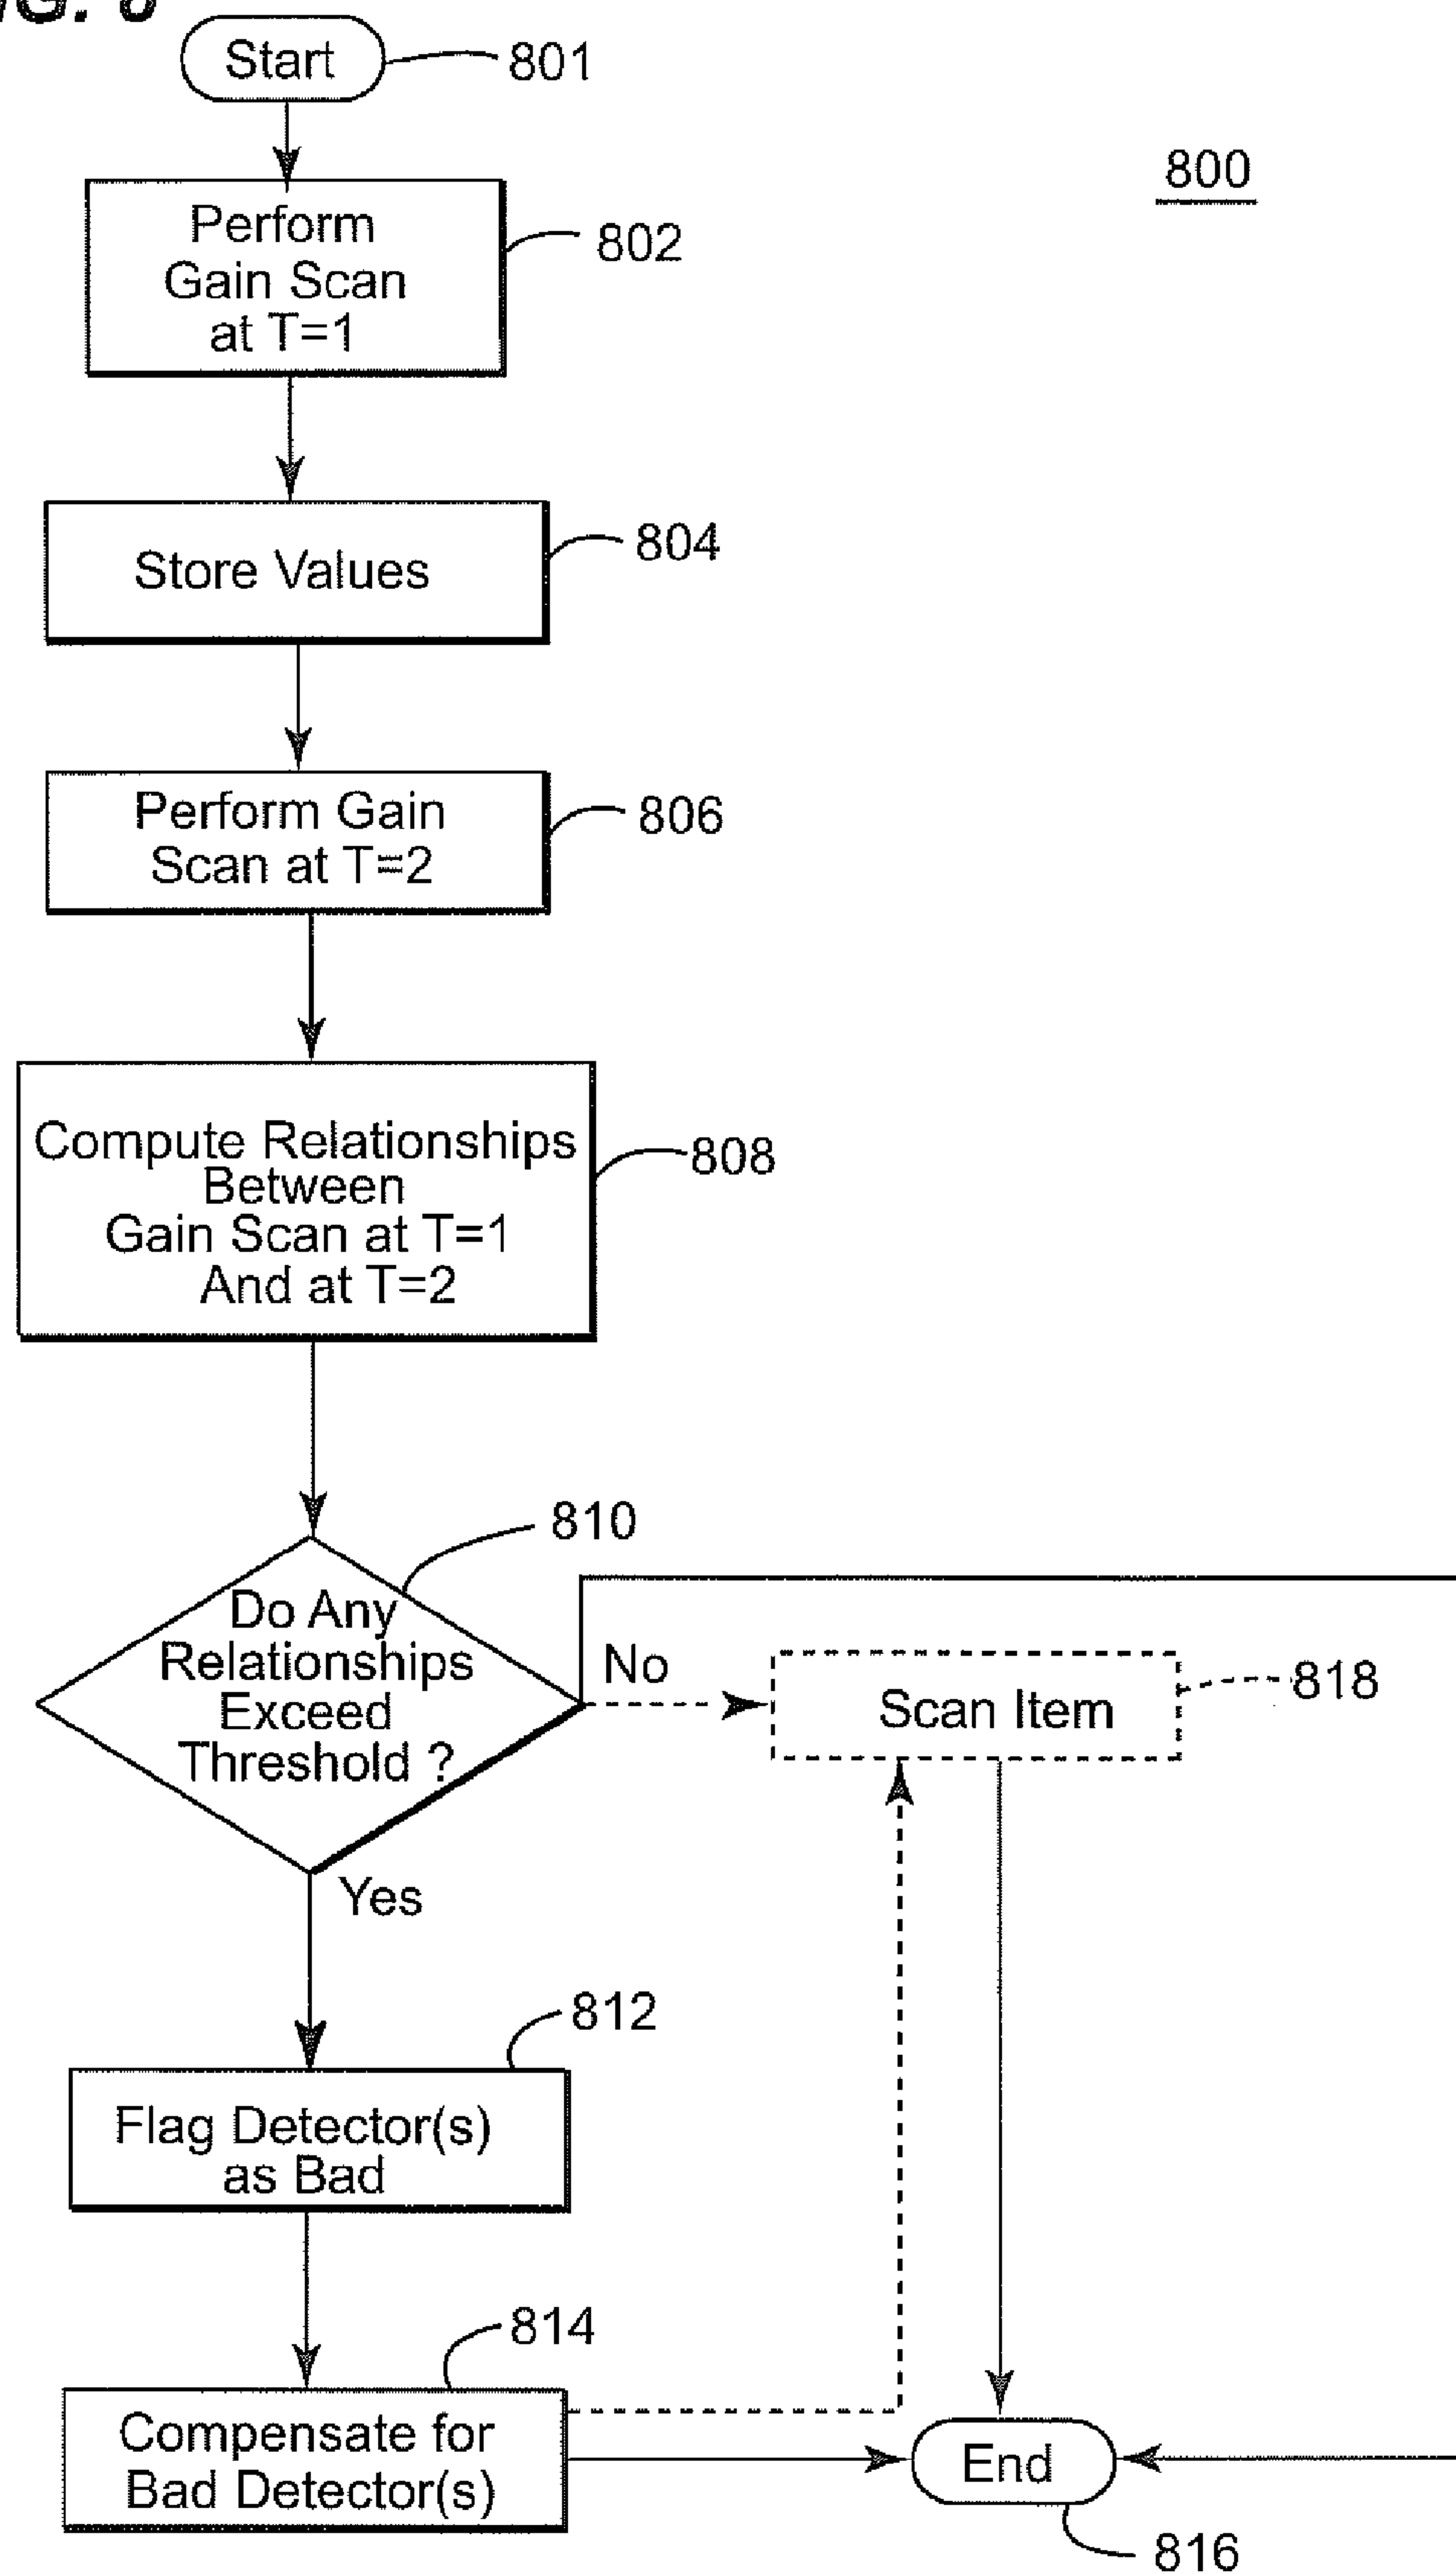 Start
801
800
Perform
Gain Scan
at T=1
802
Store Values
804
Perform Gain
Scan at T=2
806
Compute Relationships
Between
Gain Scan at T=1
And at T=2
808
810
Do Any
Relationships
Exceed
Threshold ?
No
Scan Item
818
Yes
812
Flag Detector(s)
as Bad
814
Compensate for
Bad Detector(s)
End
816